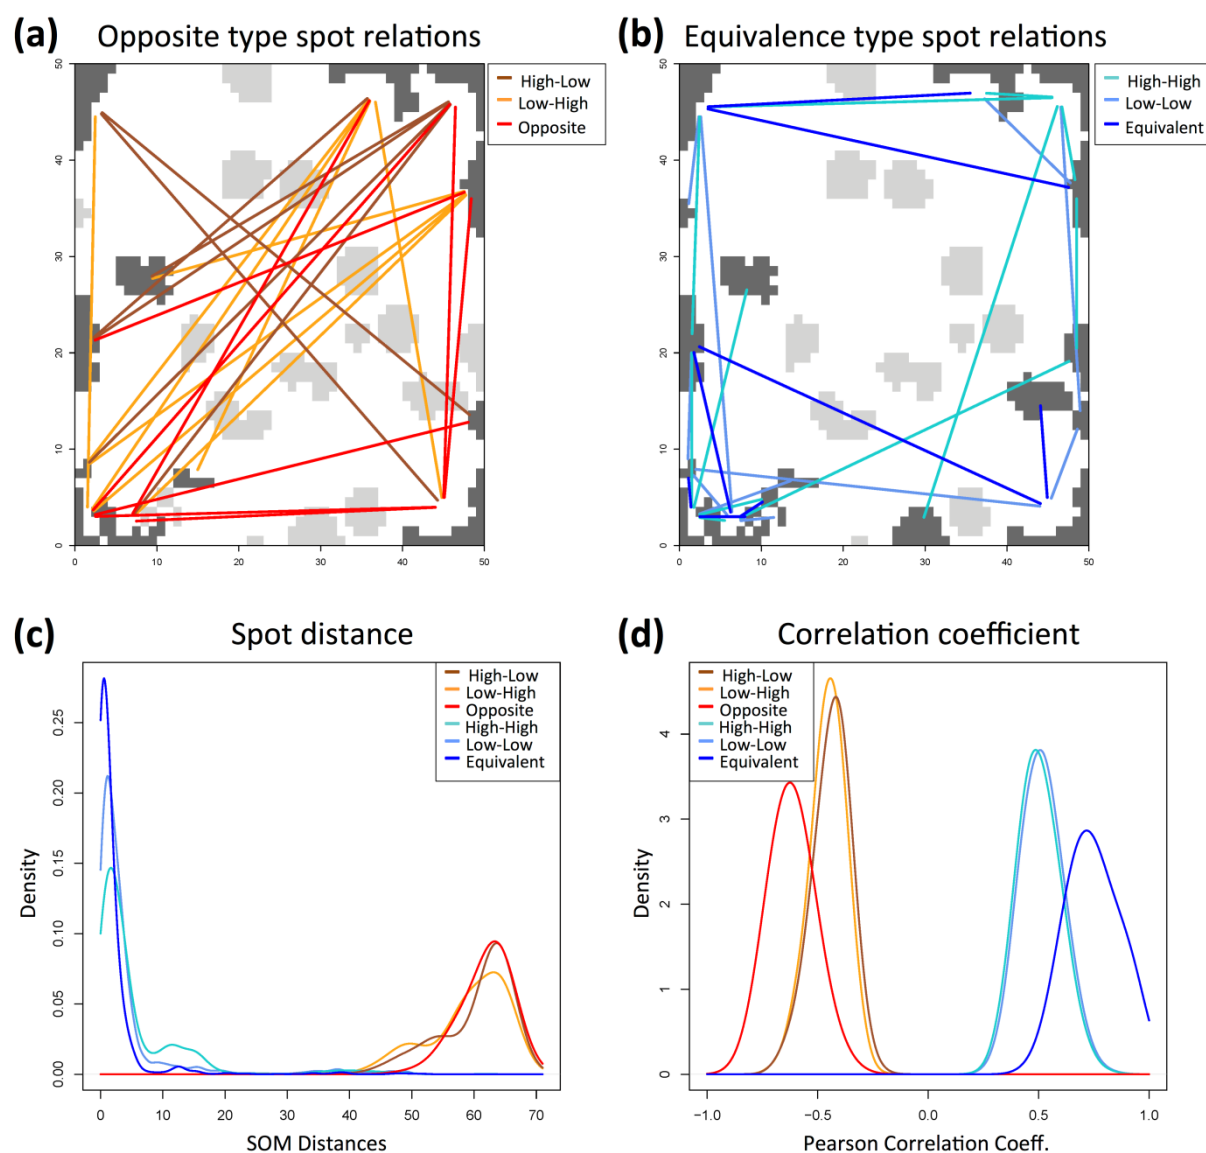 (a) Opposite type spot relations
50
40
30
20
10
0
0 10 20 30 40 50
High-Low
Low-High
Opposite
(b) Equivalence type spot relations
50
40
30
20
10
0
0 10 20 30 40 50
High-High
Low-Low
Equivalent
(c) Spot distance
Density
0.25
0.20
0.15
0.10
0.05
0.00
0 10 20 30 40 50 60 70
SOM Distances
High-Low
Low-High
Opposite
High-High
Low-Low
Equivalent
(d) Correlation coefficient
Density
4
3
2
1
0
−1.0 −0.5 0.0 0.5 1.0
Pearson Correlation Coeff.
High-Low
Low-High
Opposite
High-High
Low-Low
Equivalent